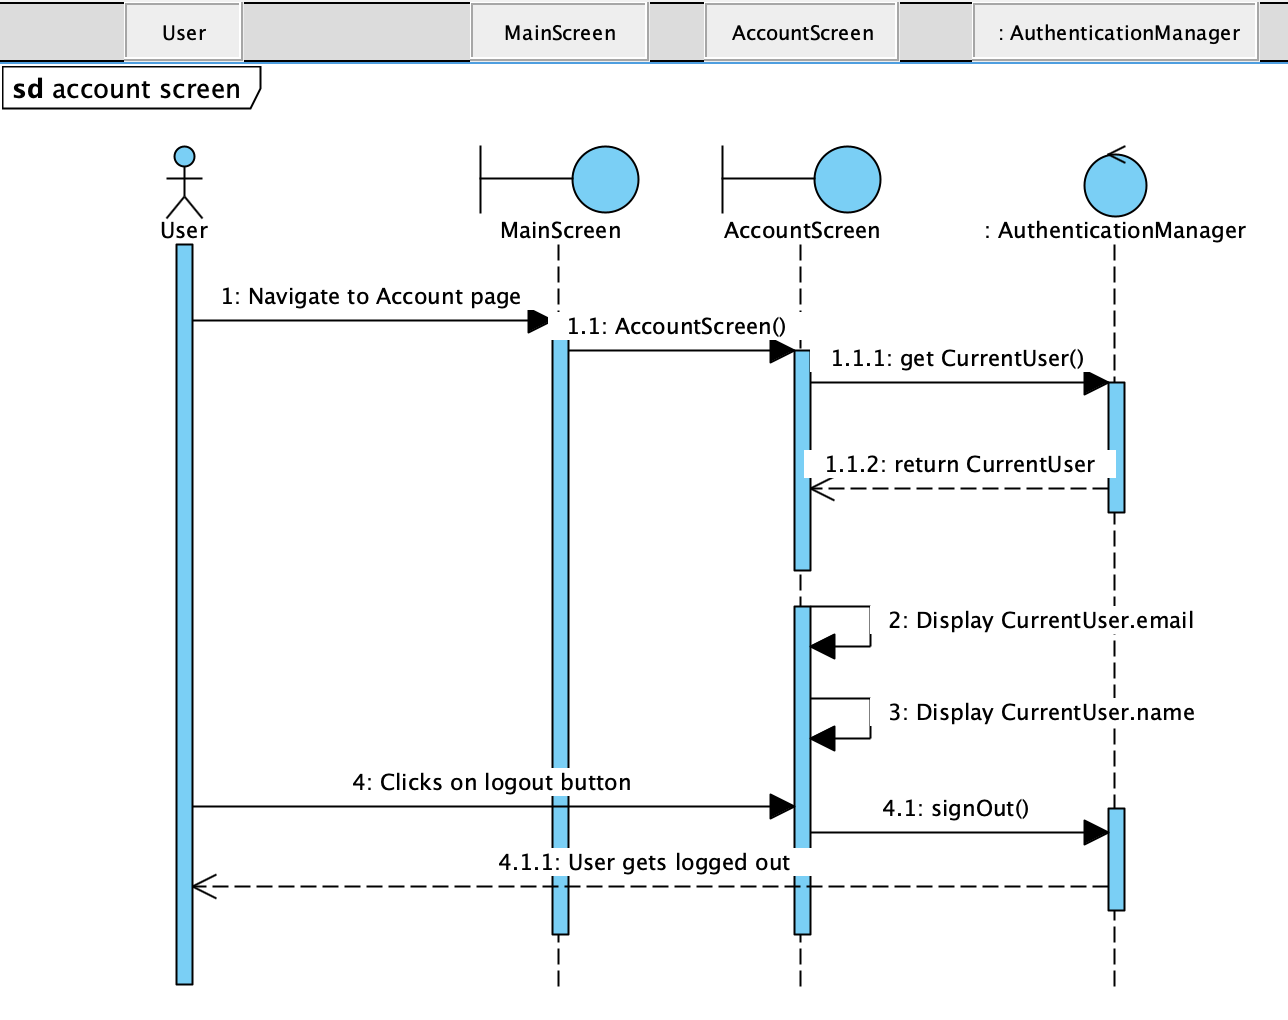 User
MainScreen
AccountScreen
: AuthenticationManager
sd account screen
User
MainScreen
AccountScreen
: AuthenticationManager
1: Navigate to Account page
1.1: AccountScreen()
1.1.1: get CurrentUser()
1.1.2: return CurrentUser
2: Display CurrentUser.email
3: Display CurrentUser.name
4: Clicks on logout button
4.1: signOut()
4.1.1: User gets logged out